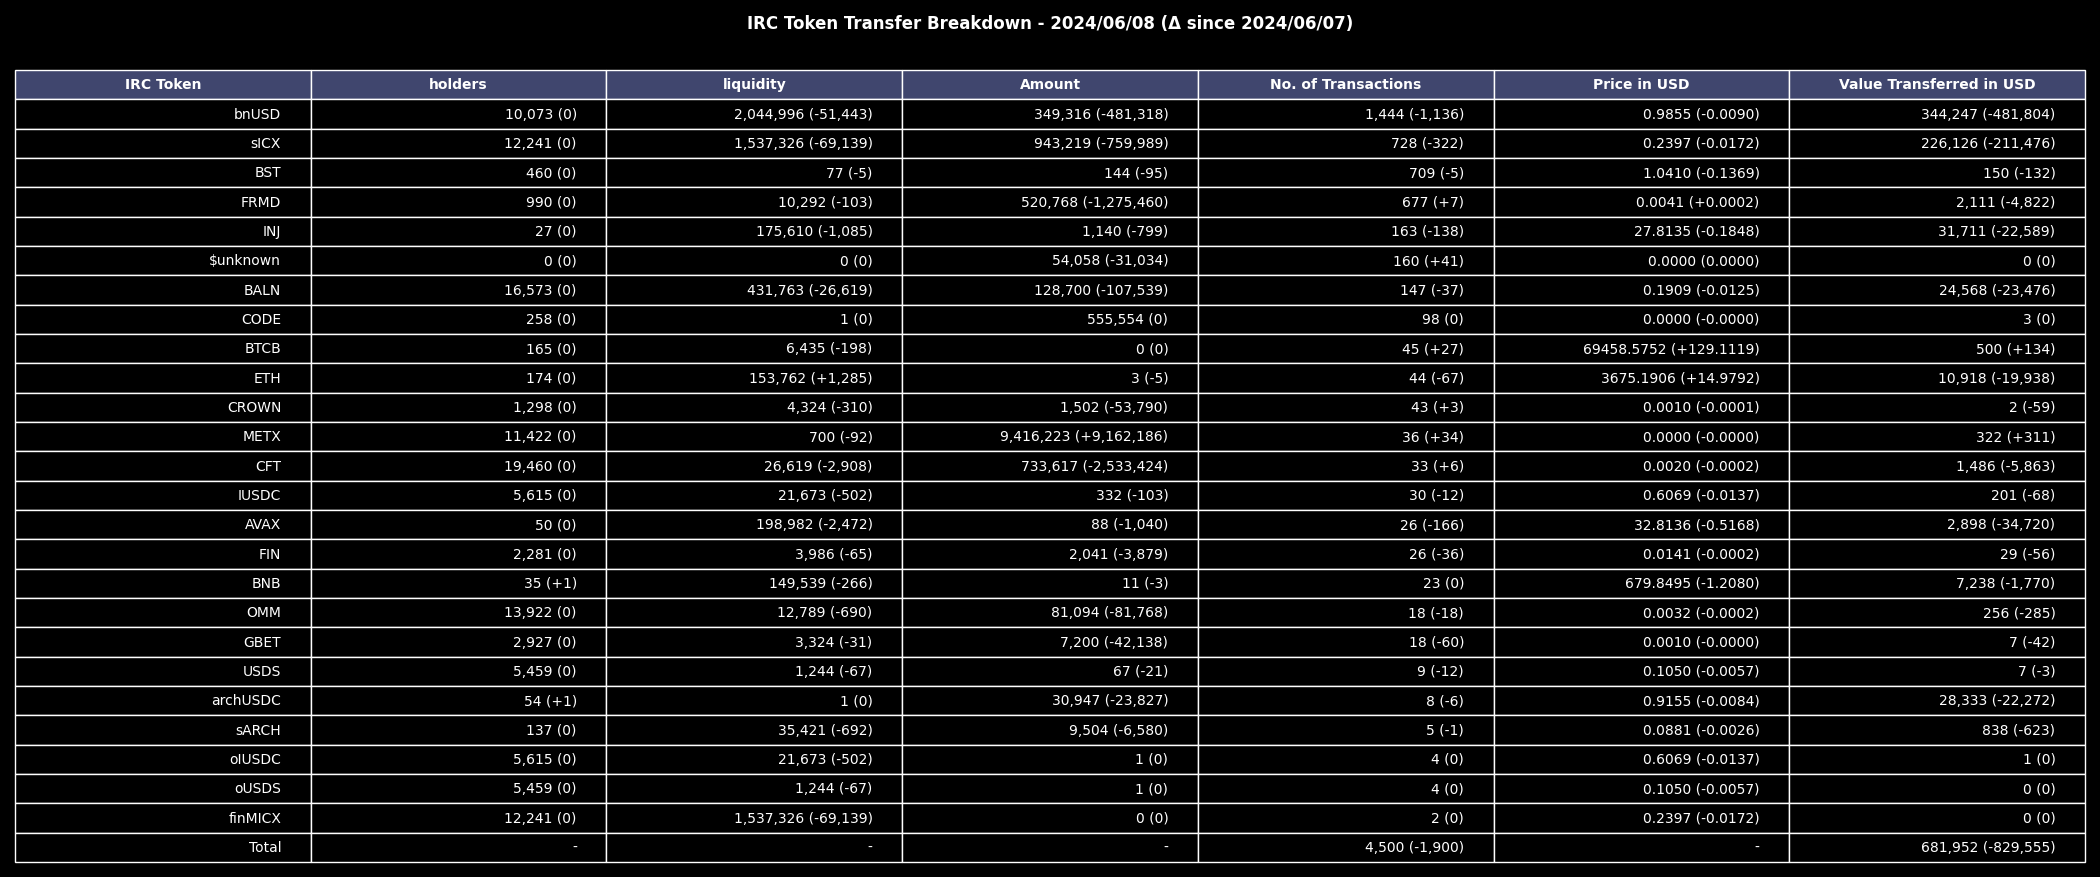 IRC Token Transfer Breakdown - 2024/06/08 (Δ since 2024/06/07)
IRC Token holders liquidity Amount No. of Transactions Price in USD Value Transferred in USD
bnUSD 10,073 (0) 2,044,996 (-51,443) 349,316 (-481,318) 1,444 (-1,136) 0.9855 (-0.0090) 344,247 (-481,804)
sICX 12,241 (0) 1,537,326 (-69,139) 943,219 (-759,989) 728 (-322) 0.2397 (-0.0172) 226,126 (-211,476)
BST 460 (0) 77 (-5) 144 (-95) 709 (-5) 1.0410 (-0.1369) 150 (-132)
FRMD 990 (0) 10,292 (-103) 520,768 (-1,275,460) 677 (+7) 0.0041 (+0.0002) 2,111 (-4,822)
INJ 27 (0) 175,610 (-1,085) 1,140 (-799) 163 (-138) 27.8135 (-0.1848) 31,711 (-22,589)
$unknown 0 (0) 0 (0) 54,058 (-31,034) 160 (+41) 0.0000 (0.0000) 0 (0)
BALN 16,573 (0) 431,763 (-26,619) 128,700 (-107,539) 147 (-37) 0.1909 (-0.0125) 24,568 (-23,476)
CODE 258 (0) 1 (0) 555,554 (0) 98 (0) 0.0000 (-0.0000) 3 (0)
BTCB 165 (0) 6,435 (-198) 0 (0) 45 (+27) 69458.5752 (+129.1119) 500 (+134)
ETH 174 (0) 153,762 (+1,285) 3 (-5) 44 (-67) 3675.1906 (+14.9792) 10,918 (-19,938)
CROWN 1,298 (0) 4,324 (-310) 1,502 (-53,790) 43 (+3) 0.0010 (-0.0001) 2 (-59)
METX 11,422 (0) 700 (-92) 9,416,223 (+9,162,186) 36 (+34) 0.0000 (-0.0000) 322 (+311)
CFT 19,460 (0) 26,619 (-2,908) 733,617 (-2,533,424) 33 (+6) 0.0020 (-0.0002) 1,486 (-5,863)
IUSDC 5,615 (0) 21,673 (-502) 332 (-103) 30 (-12) 0.6069 (-0.0137) 201 (-68)
AVAX 50 (0) 198,982 (-2,472) 88 (-1,040) 26 (-166) 32.8136 (-0.5168) 2,898 (-34,720)
FIN 2,281 (0) 3,986 (-65) 2,041 (-3,879) 26 (-36) 0.0141 (-0.0002) 29 (-56)
BNB 35 (+1) 149,539 (-266) 11 (-3) 23 (0) 679.8495 (-1.2080) 7,238 (-1,770)
OMM 13,922 (0) 12,789 (-690) 81,094 (-81,768) 18 (-18) 0.0032 (-0.0002) 256 (-285)
GBET 2,927 (0) 3,324 (-31) 7,200 (-42,138) 18 (-60) 0.0010 (-0.0000) 7 (-42)
USDS 5,459 (0) 1,244 (-67) 67 (-21) 9 (-12) 0.1050 (-0.0057) 7 (-3)
archUSDC 54 (+1) 1 (0) 30,947 (-23,827) 8 (-6) 0.9155 (-0.0084) 28,333 (-22,272)
sARCH 137 (0) 35,421 (-692) 9,504 (-6,580) 5 (-1) 0.0881 (-0.0026) 838 (-623)
oIUSDC 5,615 (0) 21,673 (-502) 1 (0) 4 (0) 0.6069 (-0.0137) 1 (0)
oUSDS 5,459 (0) 1,244 (-67) 1 (0) 4 (0) 0.1050 (-0.0057) 0 (0)
finMICX 12,241 (0) 1,537,326 (-69,139) 0 (0) 2 (0) 0.2397 (-0.0172) 0 (0)
Total - - - 4,500 (-1,900) - 681,952 (-829,555)